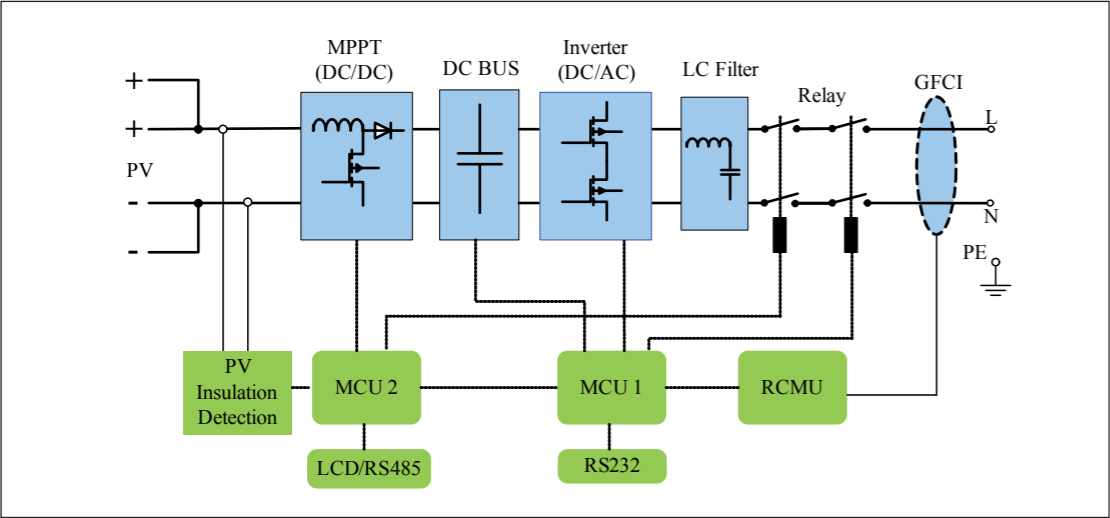 MPPT
(DC/DC)
DC BUS
Inverter
(DC/AC)
LC Filter
Relay
GFCI
+
+
PV
-
-
L
N
PE
PV
Insulation
Detection
MCU 2
MCU 1
RCMU
LCD/RS485
RS232